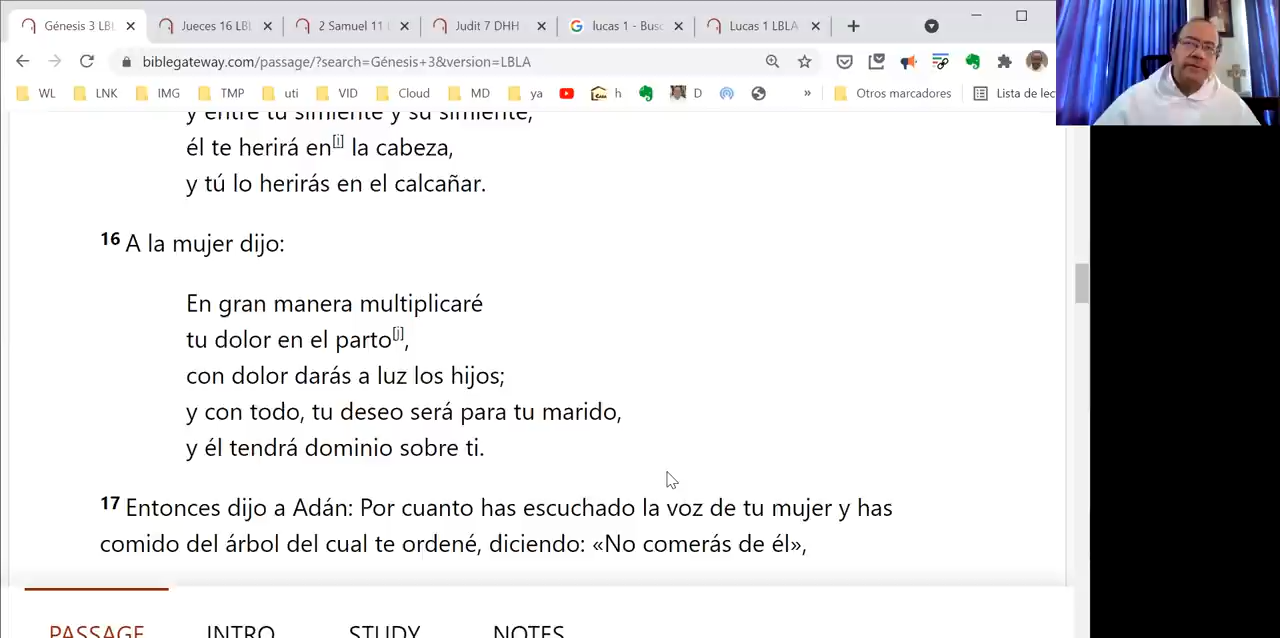 Génesis 3 LBL
Jueces 16 LBL
2 Samuel 11
Judit 7 DHH
lucas 1 - Busc
Lucas 1 LBLA
biblegateway.com/passage/?search=Génesis+3&version=LBLA
WL LNK IMG TMP uti VID Cloud MD ya h D » Otros marcadores Lista de lec
y entre tu simiente y su simiente;
él te herirá en[i] la cabeza,
y tú lo herirás en el calcañar.
16 A la mujer dijo:
En gran manera multiplicaré
tu dolor en el parto[j],
con dolor darás a luz los hijos;
y con todo, tu deseo será para tu marido,
y él tendrá dominio sobre ti.
17 Entonces dijo a Adán: Por cuanto has escuchado la voz de tu mujer y has
comido del árbol del cual te ordené, diciendo: «No comerás de él»,
PASSAGE INTRO STUDY NOTES